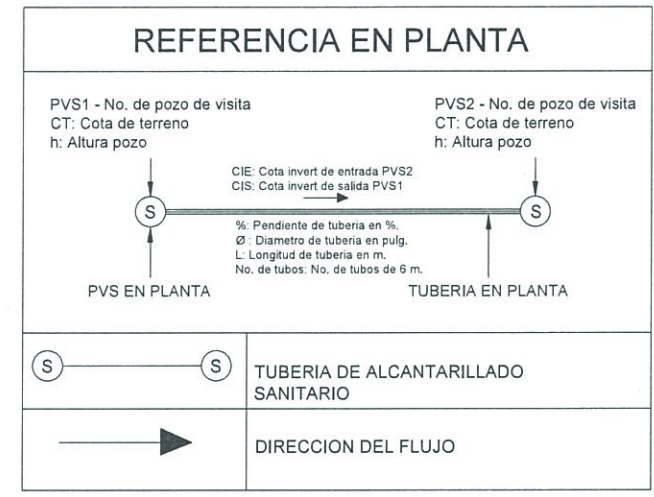 REFERENCIA EN PLANTA
PVS1 - No. de pozo de visita
CT: Cota de terreno
h: Altura pozo
PVS2 - No. de pozo de visita
CT: Cota de terreno
h: Altura pozo
CIE: Cota invert de entrada PVS2
CIS: Cota invert de salida PVS1
S
S
%: Pendiente de tuberia en %.
Ø : Diametro de tuberia en pulg.
L: Longitud de tuberia en m.
No. de tubos: No. de tubos de 6 m.
PVS EN PLANTA
TUBERIA EN PLANTA
S
S
TUBERIA DE ALCANTARILLADO
SANITARIO
DIRECCION DEL FLUJO